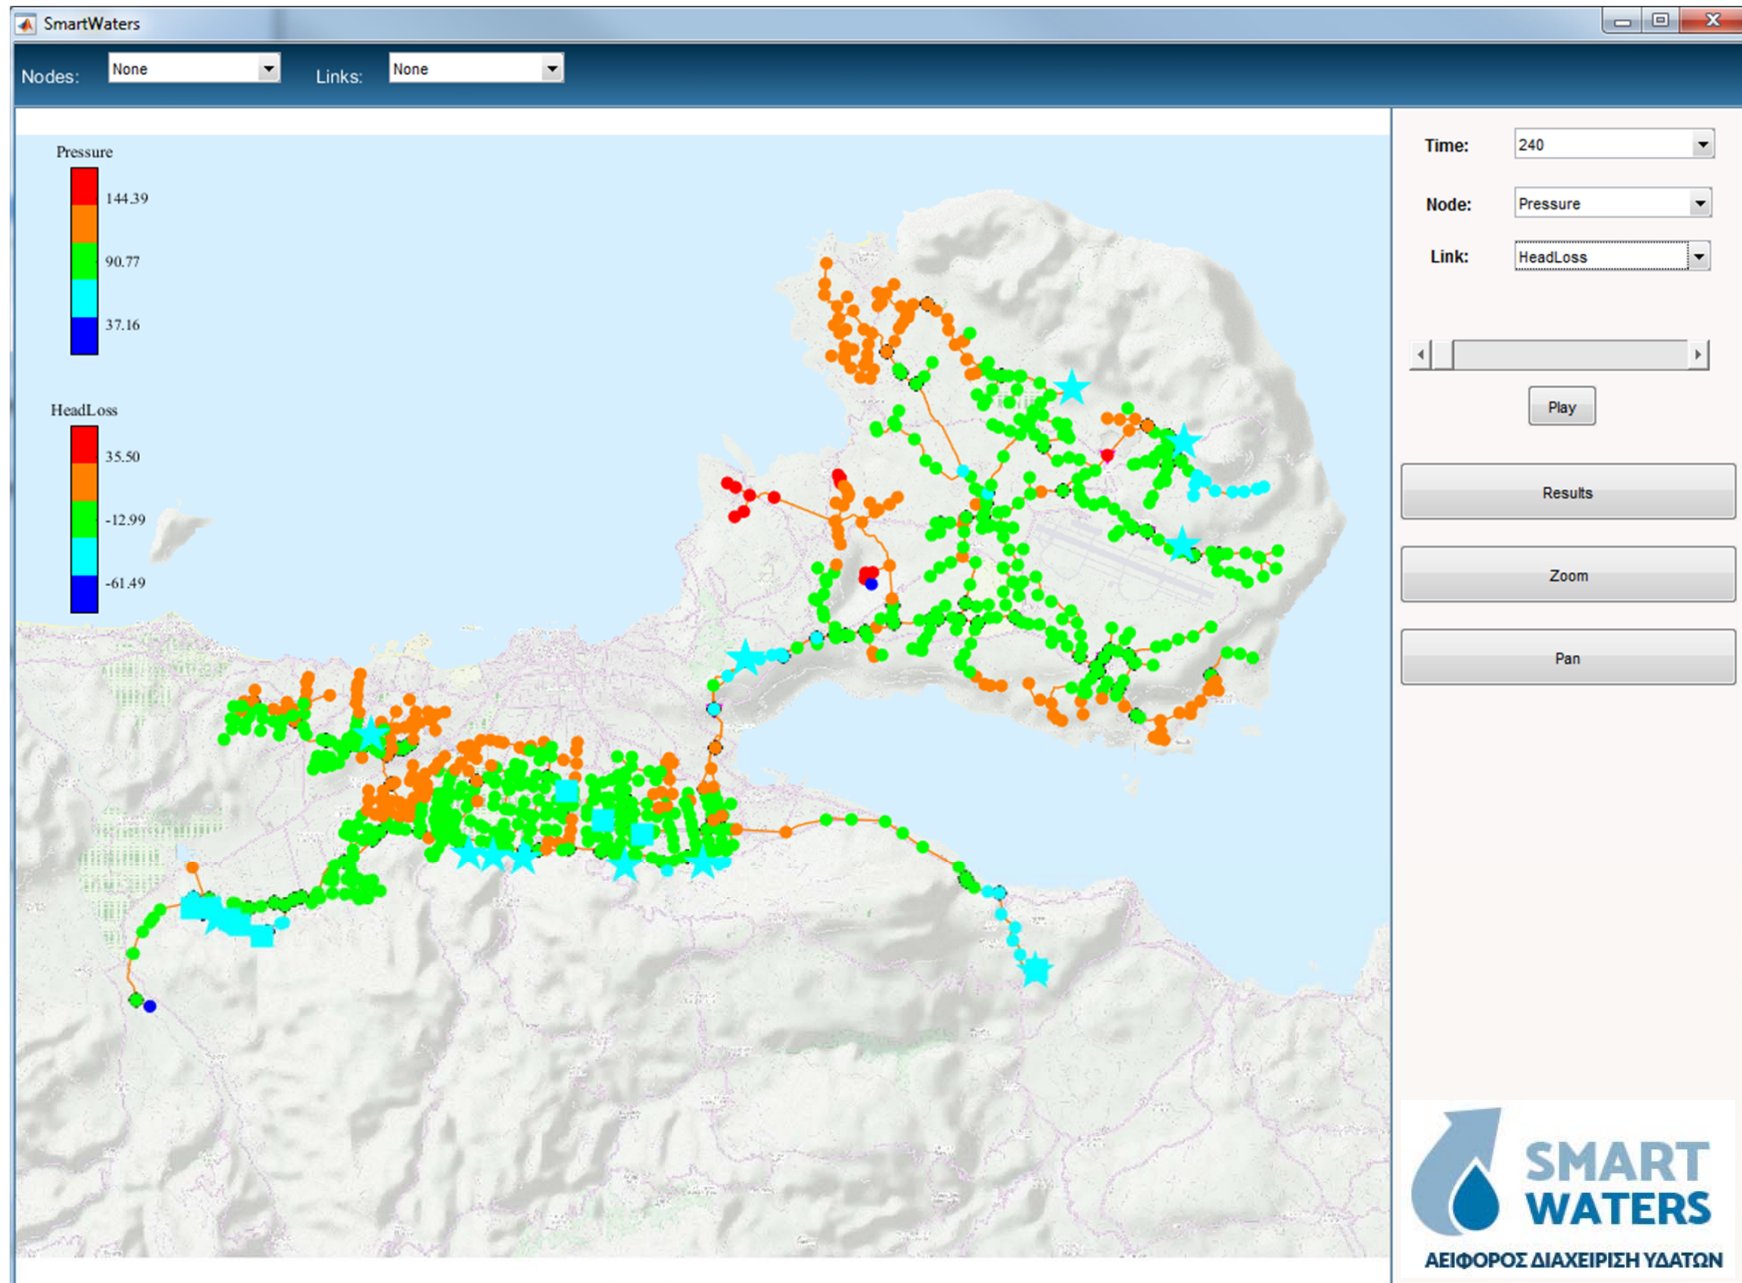 SmartWaters
Nodes: None Links: None
Pressure
144.39
90.77
37.16
HeadLoss
35.50
-12.99
-61.49
Time: 240
Node: Pressure
Link: HeadLoss
Play
Results
Zoom
Pan
SMART
WATERS
ΑΕΙΦΟΡΟΣ ΔΙΑΧΕΙΡΙΣΗ ΥΔΑΤΩΝ